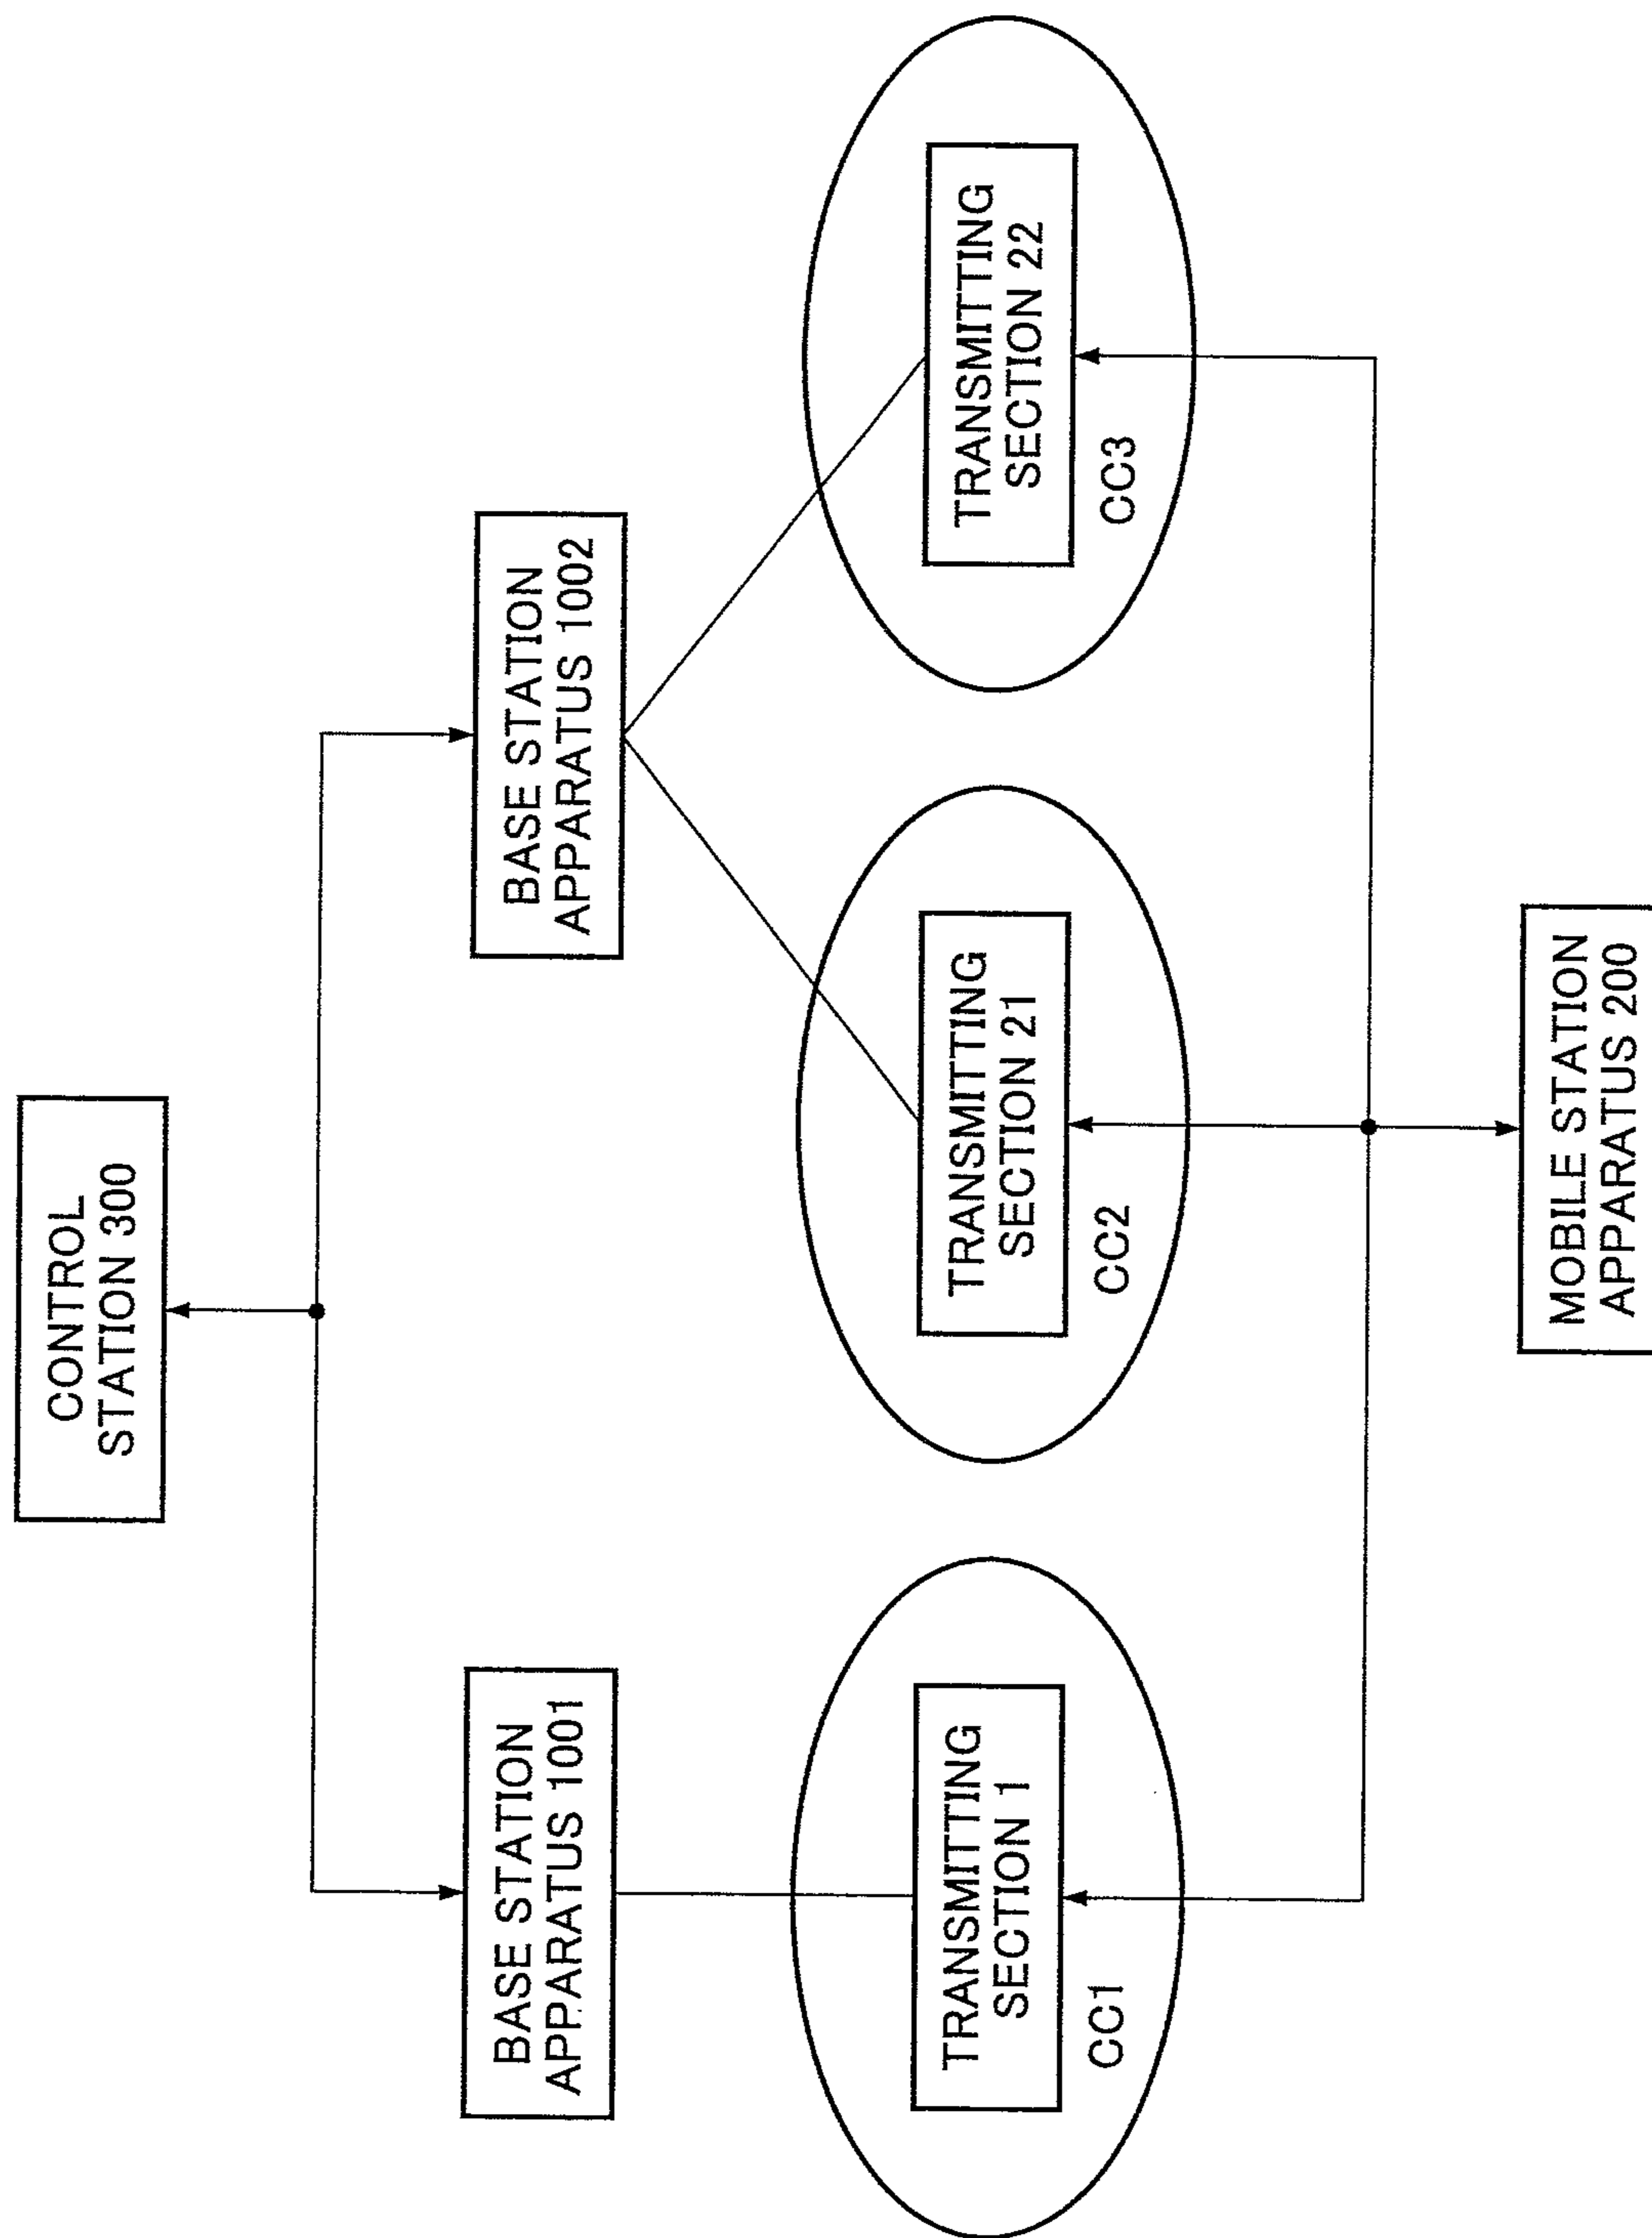 CONTROL
STATION 300
BASE STATION
APPARATUS 1001
BASE STATION
APPARATUS 1002
TRANSMITTING
SECTION 1
CC1
TRANSMITTING
SECTION 21
CC2
TRANSMITTING
SECTION 22
CC3
MOBILE STATION
APPARATUS 200